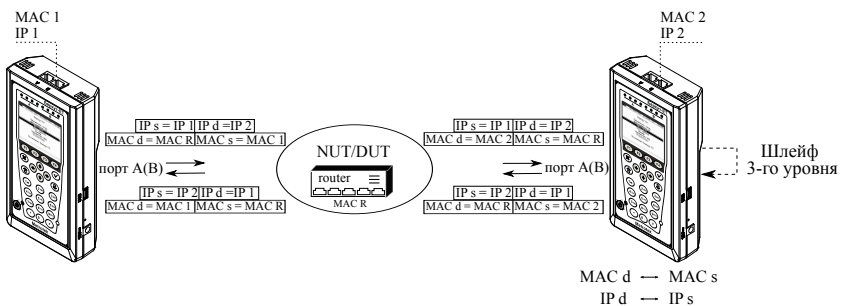 MAC 1
IP 1
MAC 2
IP 2
IP s = IP 1 IP d =IP 2
MAC d = MAC R MAC s = MAC 1
IP s = IP 1 IP d = IP 2
MAC d = MAC 2 MAC s = MAC R
порт A(B)
NUT/DUT
router
MAC R
порт A(B)
Шлейф
3-го уровня
IP s = IP 2 IP d =IP 1
MAC d = MAC 1 MAC s = MAC R
IP s = IP 2 IP d = IP 1
MAC d = MAC R MAC s = MAC 2
MAC d ↔ MAC s
IP d ↔ IP s